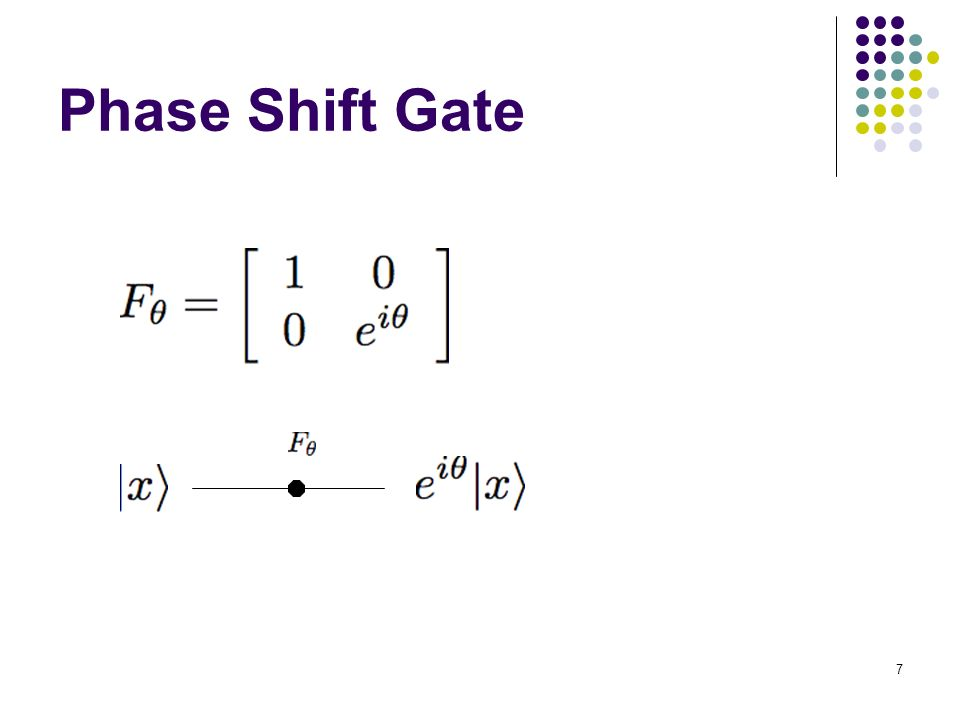 Phase Shift Gate
F_θ = [ 1 0
0 e^{iθ} ]
F_θ
|x⟩ e^{iθ}|x⟩
7